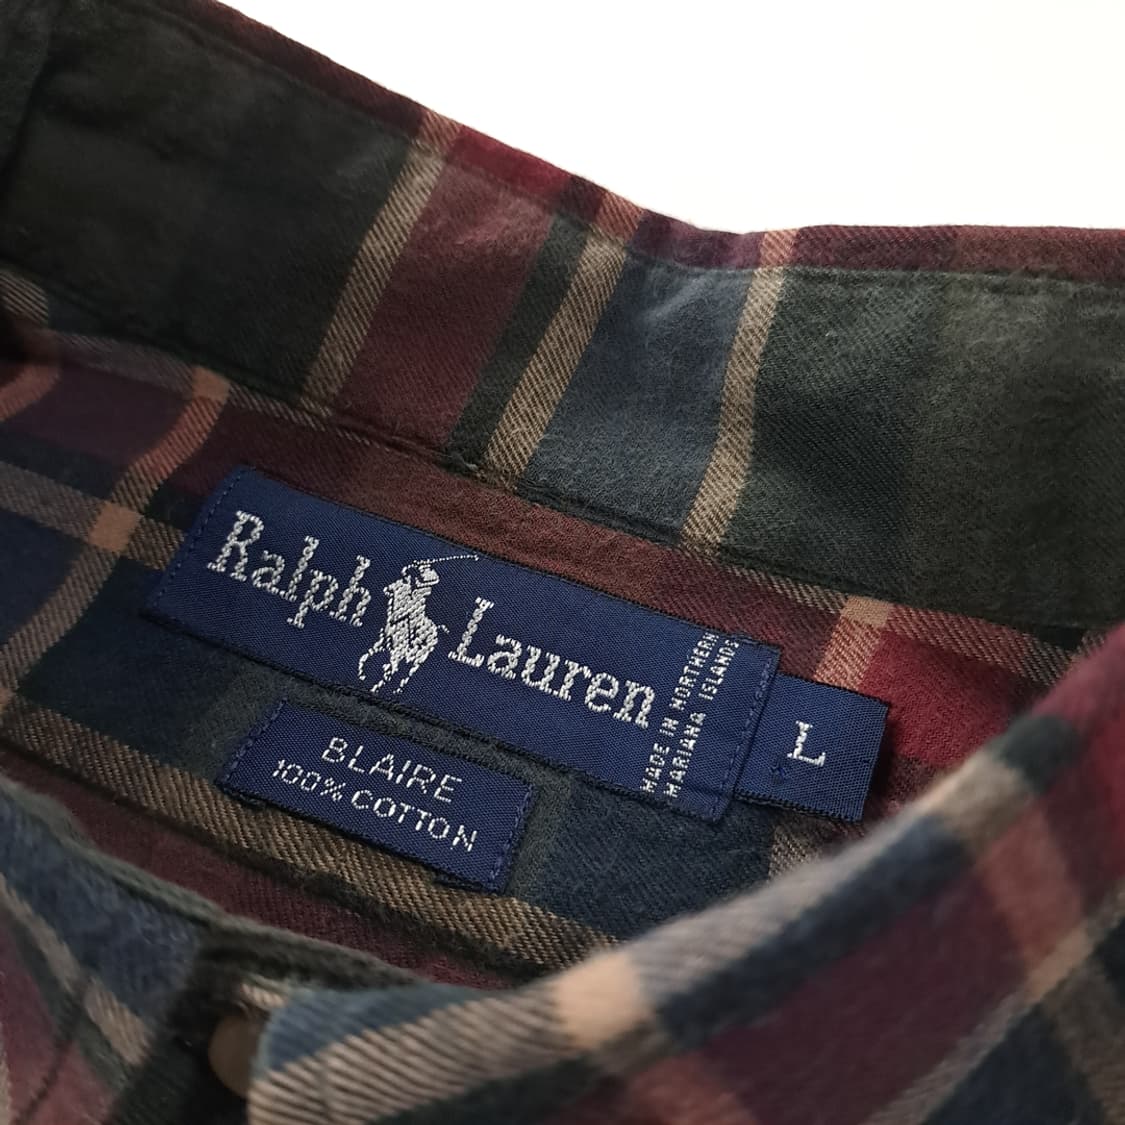 Ralph Lauren
MADE IN NORTHERN
MARIANA ISLANDS
L
BLAIRE
100% COTTON